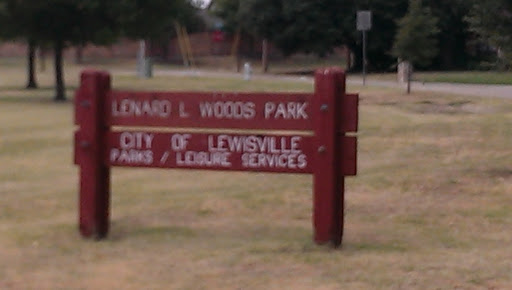 LENARD L WOODS PARK
CITY OF LEWISVILLE
PARKS / LEISURE SERVICES